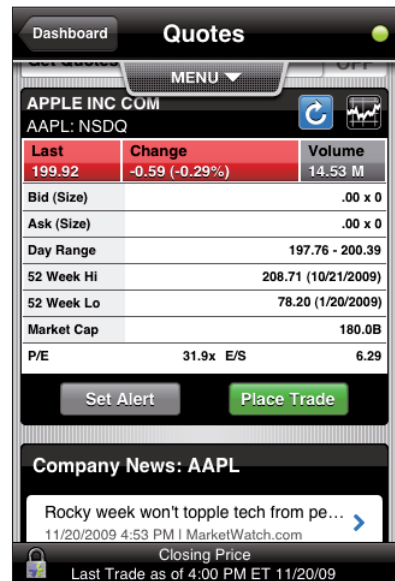 Dashboard Quotes
Get Quotes OFF
MENU
APPLE INC COM
AAPL: NSDQ
Last Change Volume
199.92 -0.59 (-0.29%) 14.53 M
Bid (Size) .00 x 0
Ask (Size) .00 x 0
Day Range 197.76 - 200.39
52 Week Hi 208.71 (10/21/2009)
52 Week Lo 78.20 (1/20/2009)
Market Cap 180.0B
P/E 31.9x E/S 6.29
Set Alert Place Trade
Company News: AAPL
Rocky week won't topple tech from pe...
11/20/2009 4:53 PM | MarketWatch.com
Closing Price
Last Trade as of 4:00 PM ET 11/20/09